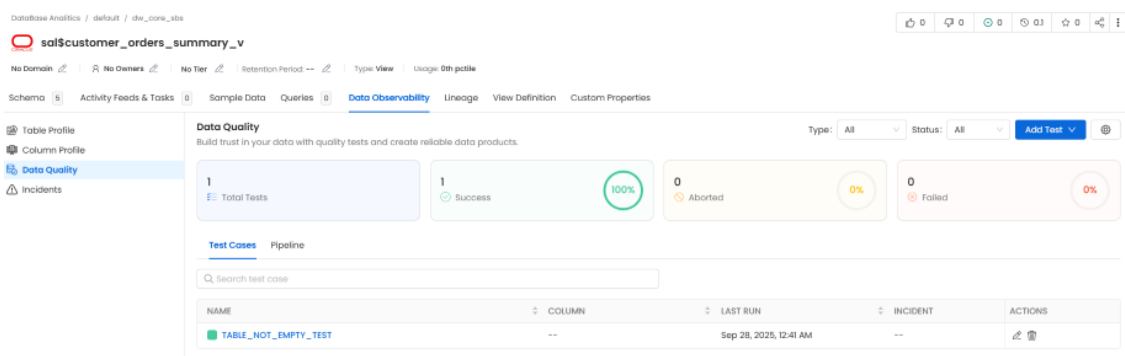 DataBase Analitics / default / dw_core_sbs
0 0 0 0.1 0
sal$customer_orders_summary_v
No Domain No Owners No Tier Retention Period: -- Type: View Usage: 0th pctile
Schema 5 Activity Feeds & Tasks 0 Sample Data Queries 0 Data Observability Lineage View Definition Custom Properties
Table Profile
Column Profile
Data Quality
Incidents
Data Quality
Build trust in your data with quality tests and create reliable data products.
Type: All Status: All Add Test
1
Total Tests
1
Success
100%
0
Aborted
0%
0
Failed
0%
Test Cases Pipeline
Search test case
NAME COLUMN LAST RUN INCIDENT ACTIONS
TABLE_NOT_EMPTY_TEST -- Sep 28, 2025, 12:41 AM --